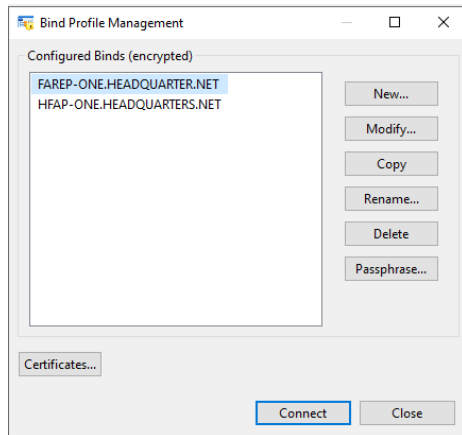 Bind Profile Management
Configured Binds (encrypted)
FAREP-ONE.HEADQUARTER.NET
HFAP-ONE.HEADQUARTERS.NET
New...
Modify...
Copy
Rename...
Delete
Passphrase...
Certificates...
Connect
Close